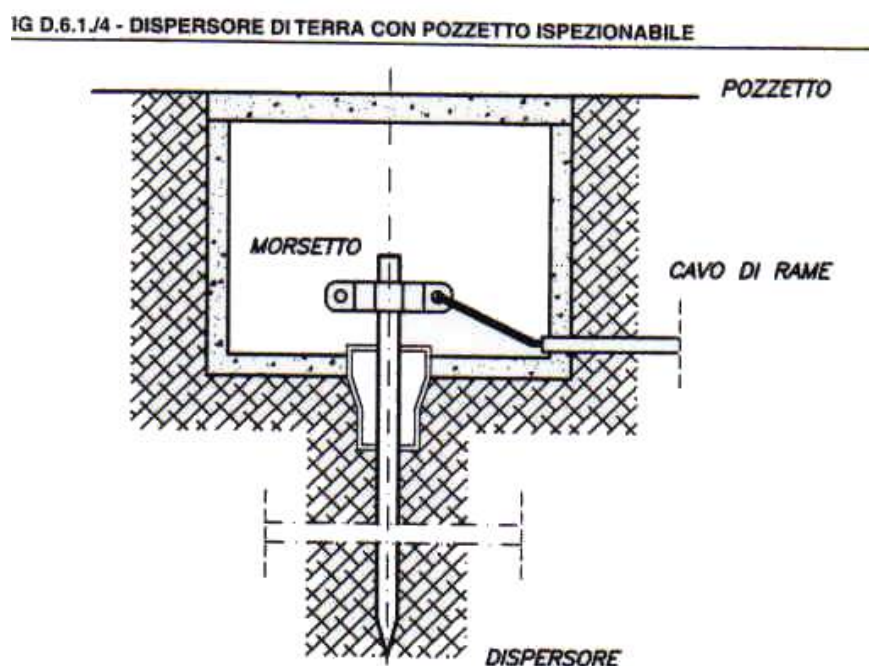 IG D.6.1./4 - DISPERSORE DI TERRA CON POZZETTO ISPEZIONABILE
POZZETTO
MORSETTO
CAVO DI RAME
DISPERSORE